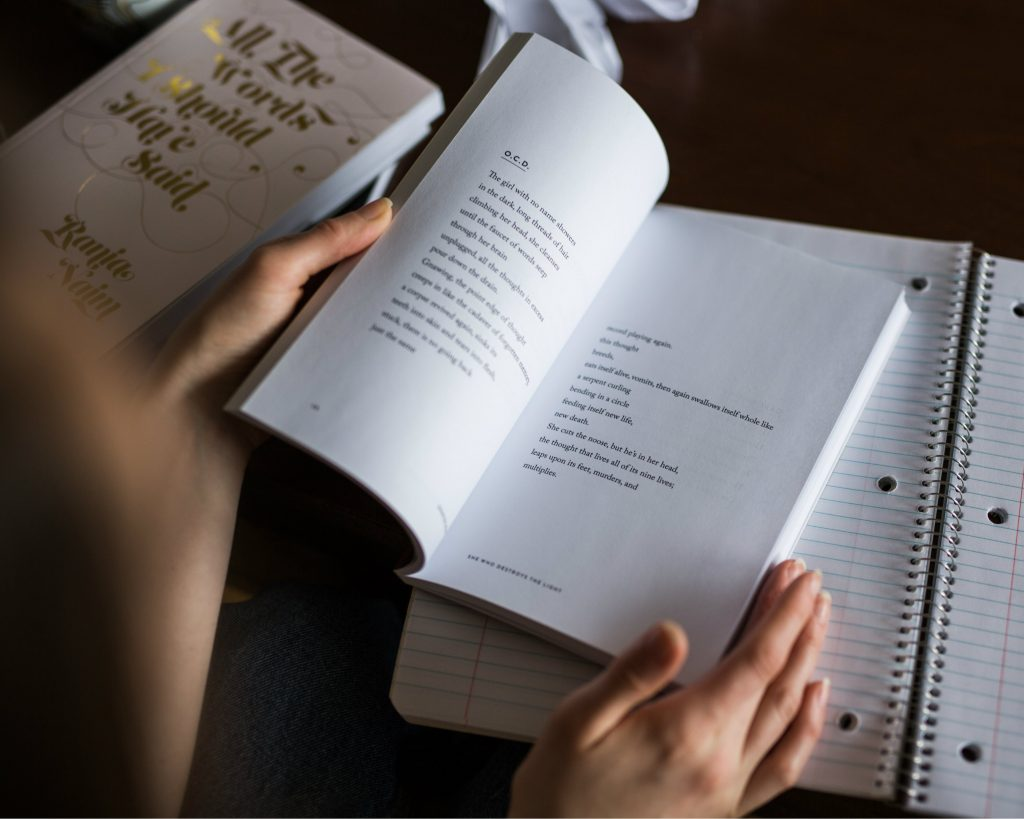 All The
Words
I Should
Have
Said
Rania
Naim
O.C.D.
The girl with no name showers
in the dark, long threads of hair
climbing her head, she cleanses
until the faucet of words seep
through her brain
unplugged, all the thoughts in excess
pour down the drain.
Gnawing, the point edge of thought
creeps in like the cadaver of forgotten nature,
a corpse revived again, sinks its
teeth into skin and tears into flesh,
stuck, there is no going back
just the same
record playing again.
this thought
breeds,
eats itself alive, vomits, then again swallows itself whole like
a serpent curling
bending in a circle
feeding itself new life,
new death.
She cuts the noose, but he's in her head,
the thought that lives all of its nine lives;
leaps upon its feet, murders, and
multiplies.
SHE WHO DESTROYS THE LIGHT